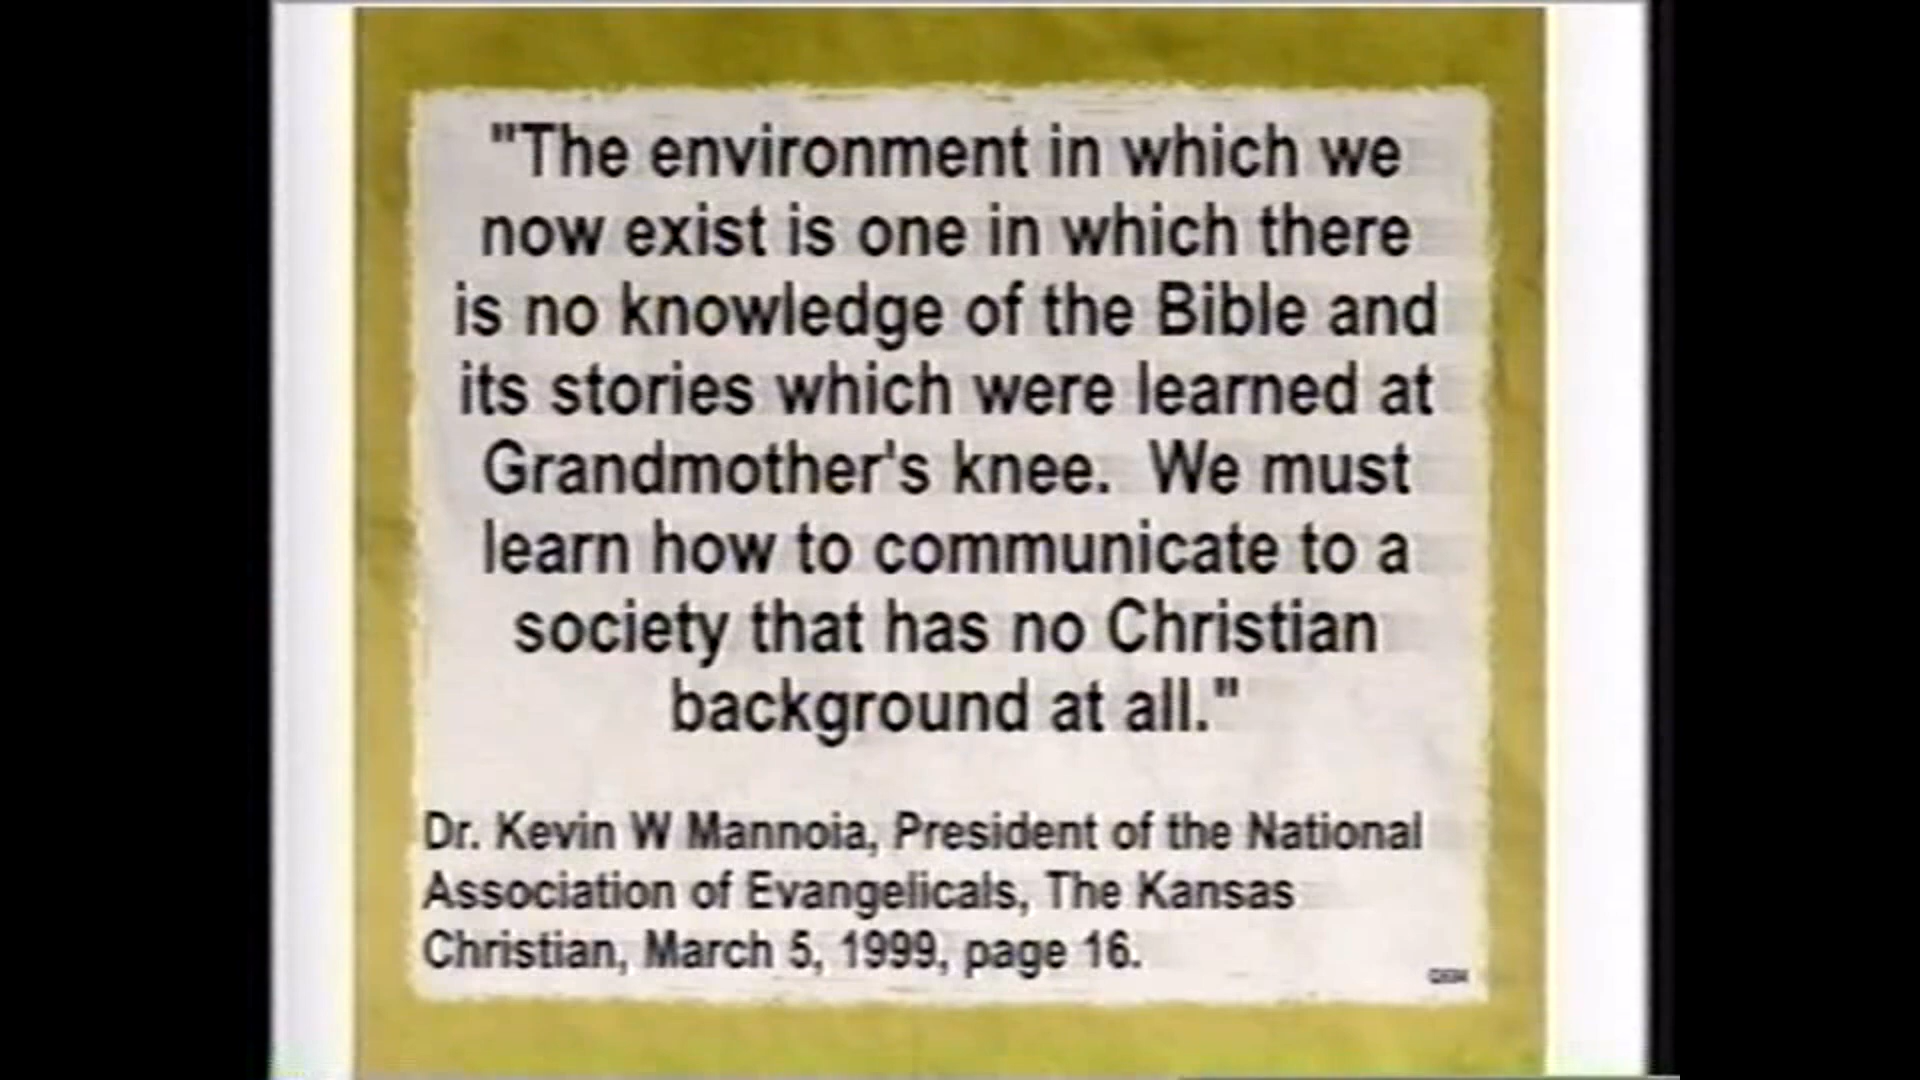 "The environment in which we
now exist is one in which there
is no knowledge of the Bible and
its stories which were learned at
Grandmother's knee.  We must
learn how to communicate to a
society that has no Christian
background at all."
Dr. Kevin W Mannoia, President of the National
Association of Evangelicals, The Kansas
Christian, March 5, 1999, page 16.